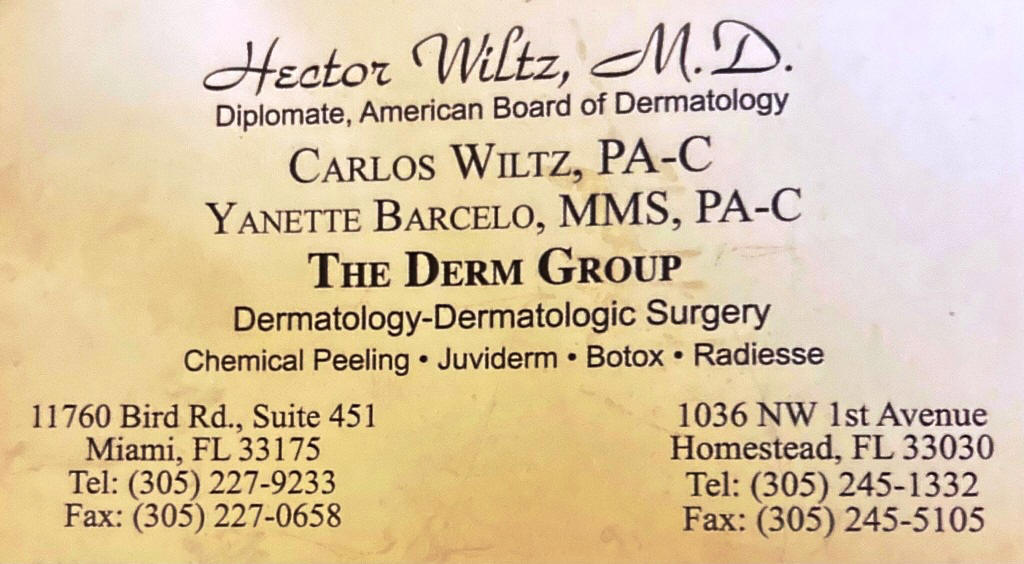 Hector Wiltz, M.D.
Diplomate, American Board of Dermatology
CARLOS WILTZ, PA-C
YANETTE BARCELO, MMS, PA-C
THE DERM GROUP
Dermatology-Dermatologic Surgery
Chemical Peeling • Juviderm • Botox • Radiesse
11760 Bird Rd., Suite 451
Miami, FL 33175
Tel: (305) 227-9233
Fax: (305) 227-0658
1036 NW 1st Avenue
Homestead, FL 33030
Tel: (305) 245-1332
Fax: (305) 245-5105